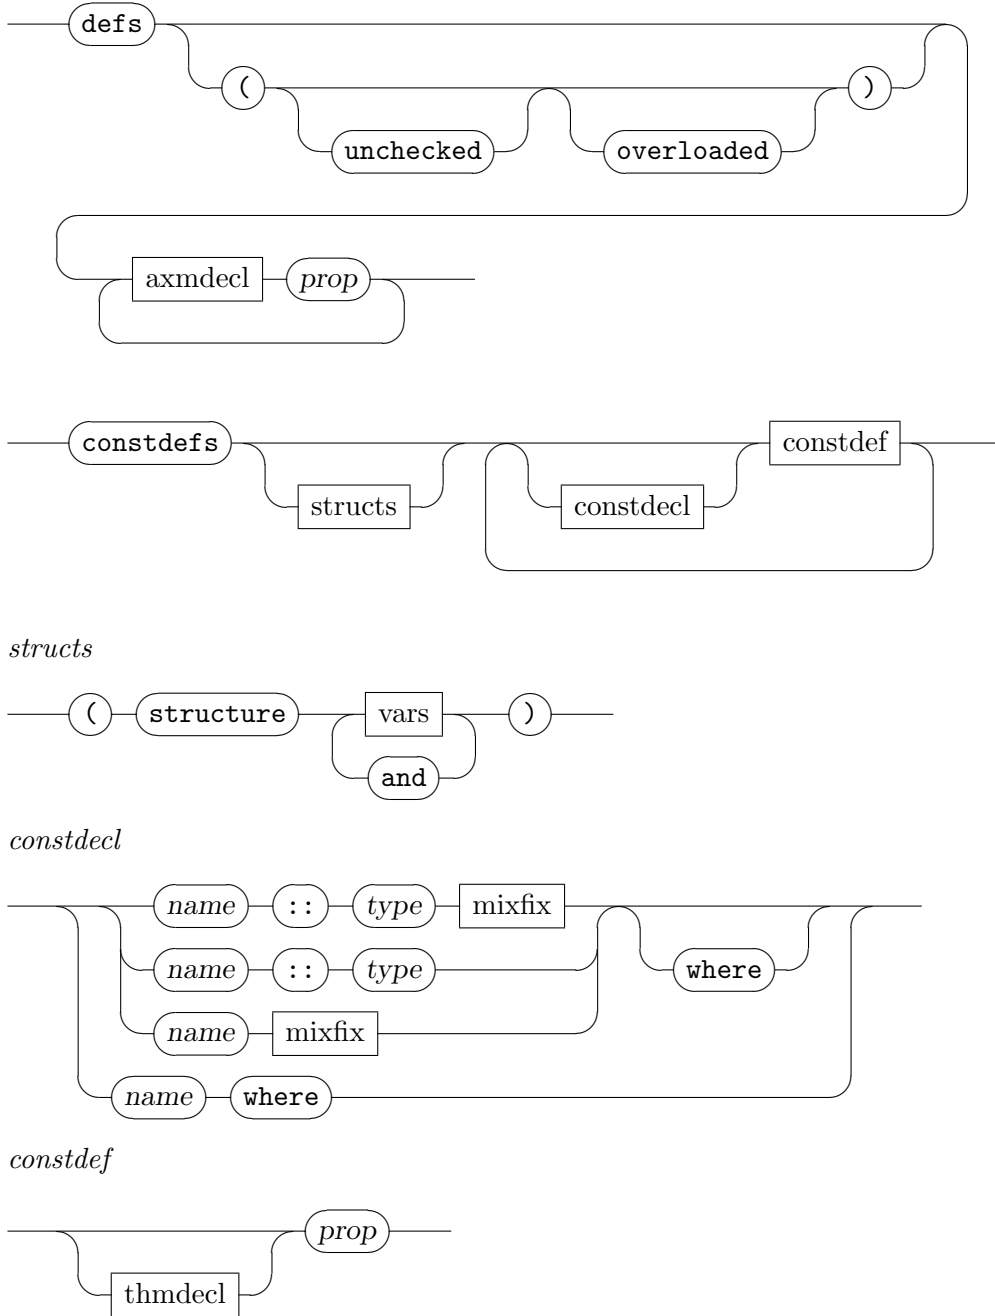 defs
( )
unchecked overloaded
axmdecl prop
constdefs constdef
structs constdecl
structs
( structure vars )
and
constdecl
name :: type mixfix
name :: type where
name mixfix
name where
constdef
prop
thmdecl